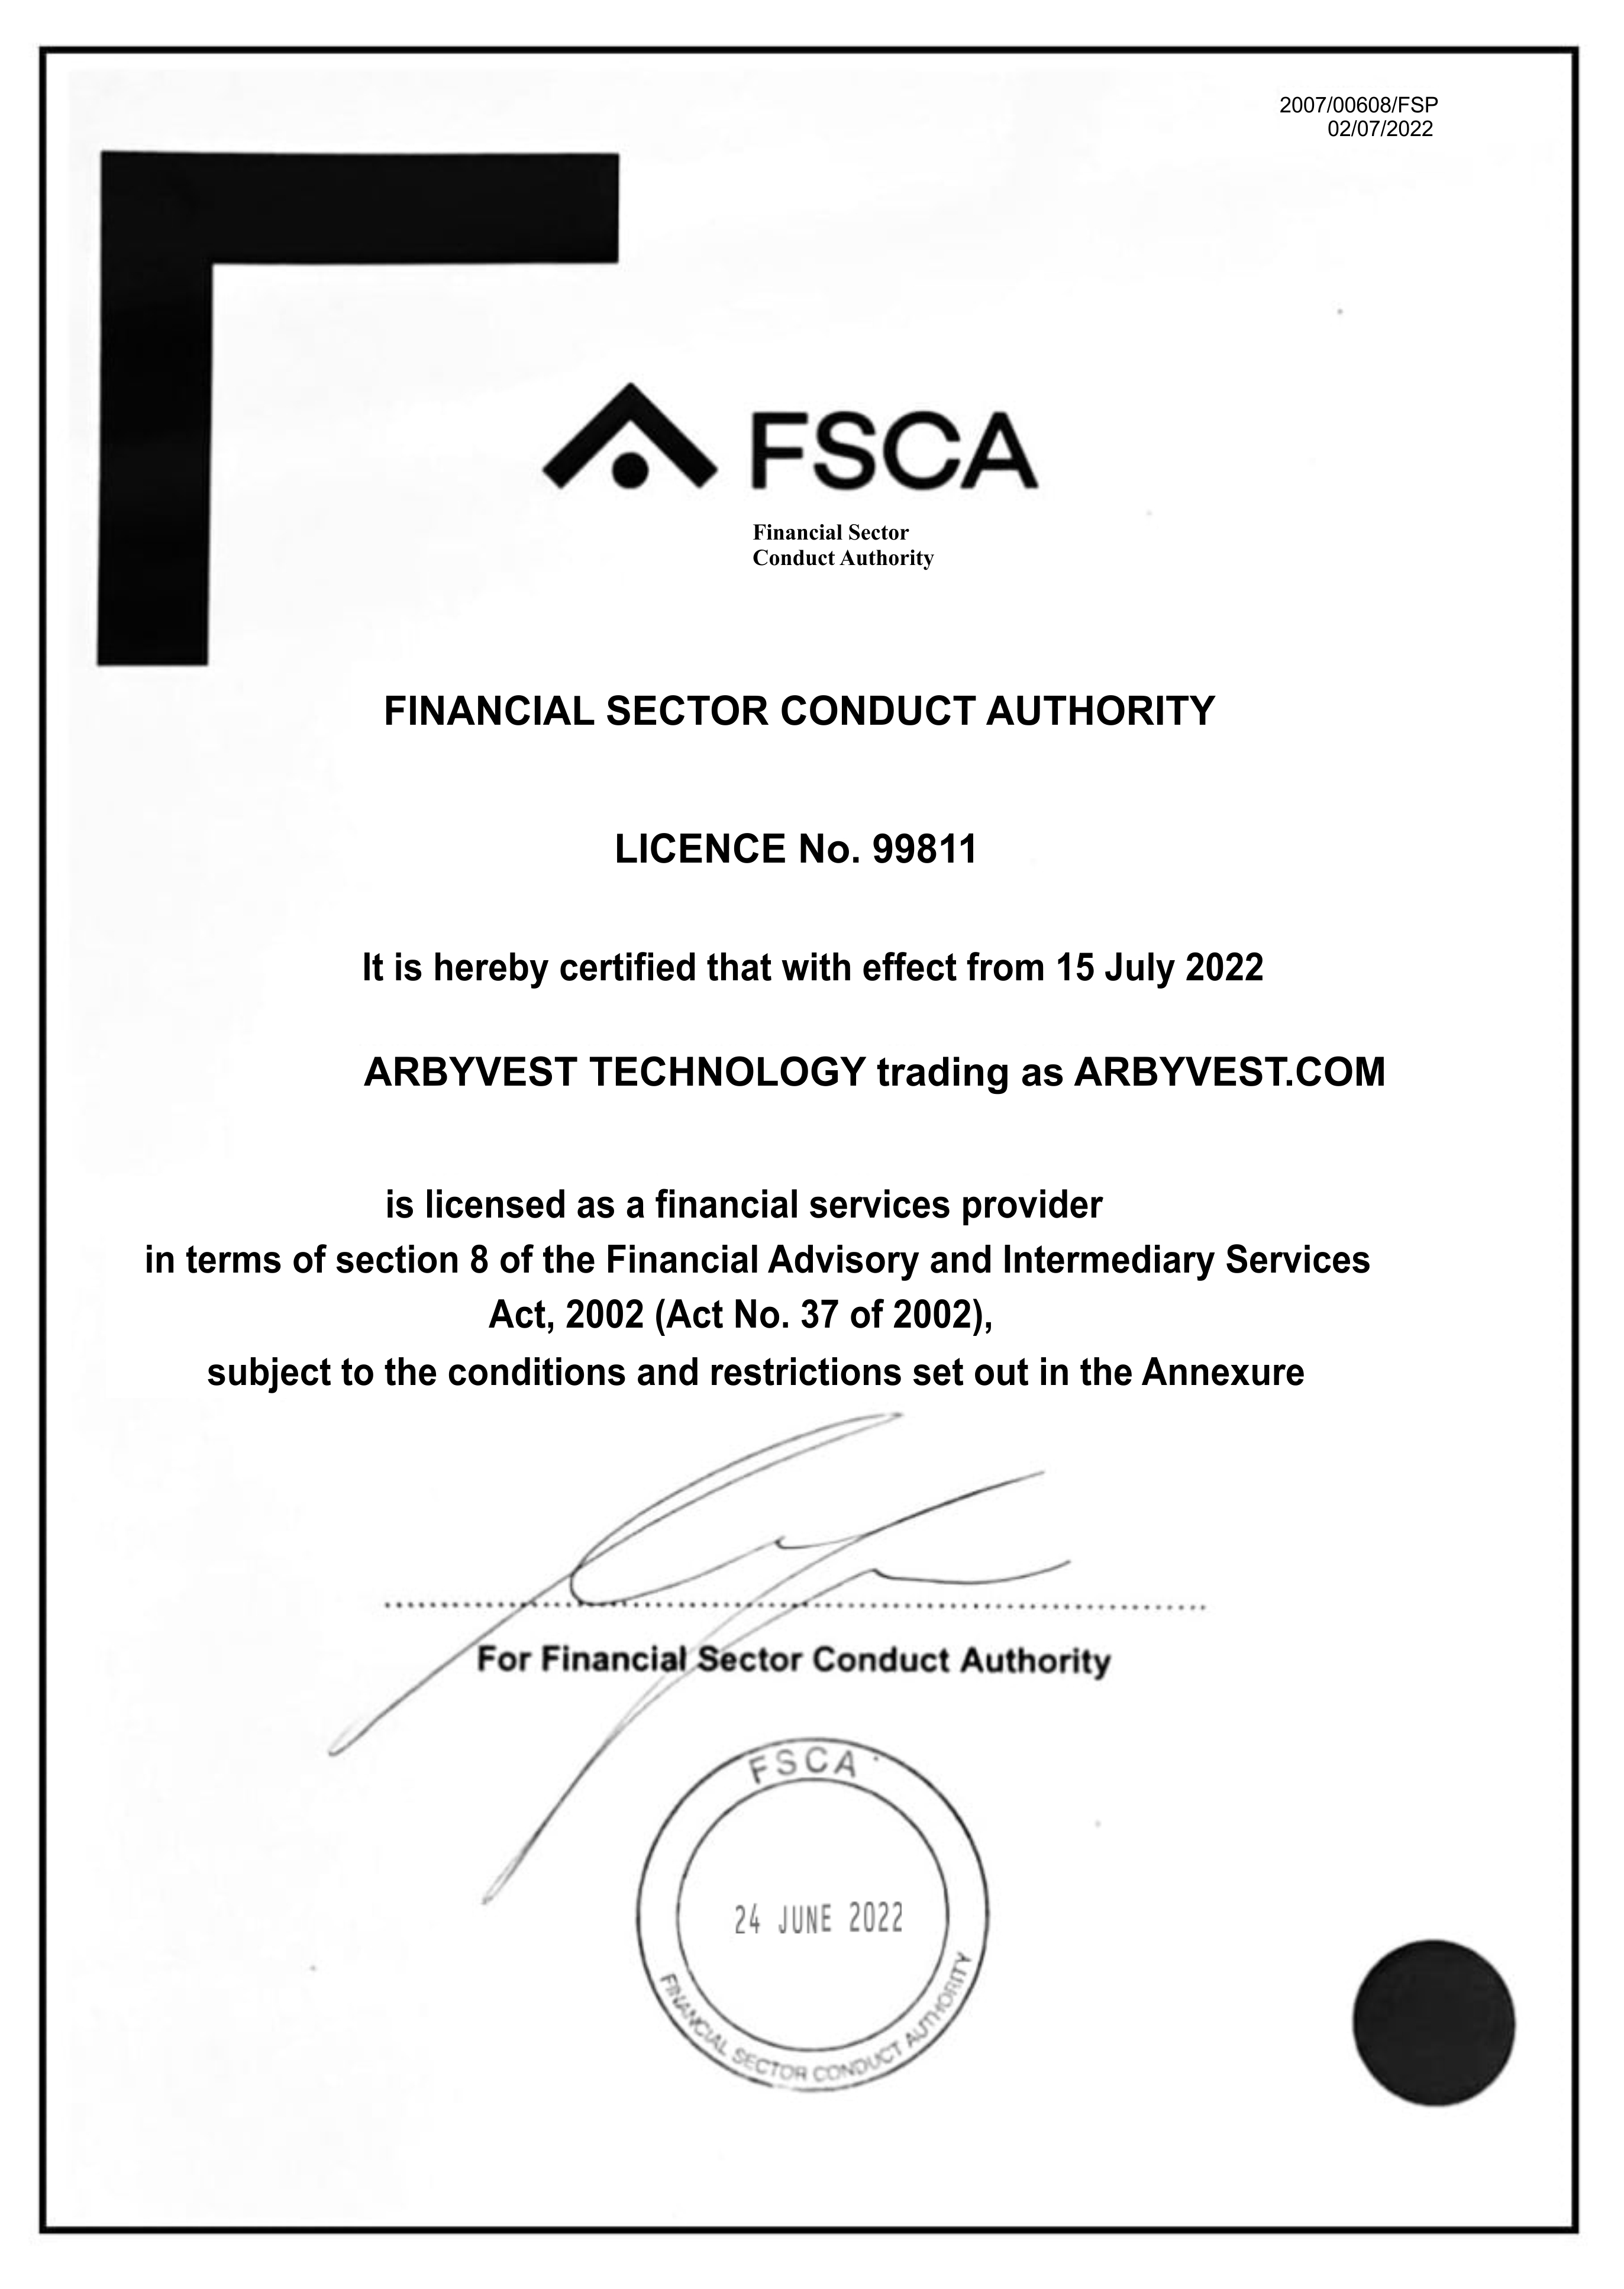 2007/00608/FSP
02/07/2022
FSCA
Financial Sector
Conduct Authority
FINANCIAL SECTOR CONDUCT AUTHORITY
LICENCE No. 99811
It is hereby certified that with effect from 15 July 2022
ARBYVEST TECHNOLOGY trading as ARBYVEST.COM
is licensed as a financial services provider
in terms of section 8 of the Financial Advisory and Intermediary Services
Act, 2002 (Act No. 37 of 2002),
subject to the conditions and restrictions set out in the Annexure
For Financial Sector Conduct Authority
FSCA
24 JUNE 2022
FINANCIAL SECTOR CONDUCT AUTHORITY